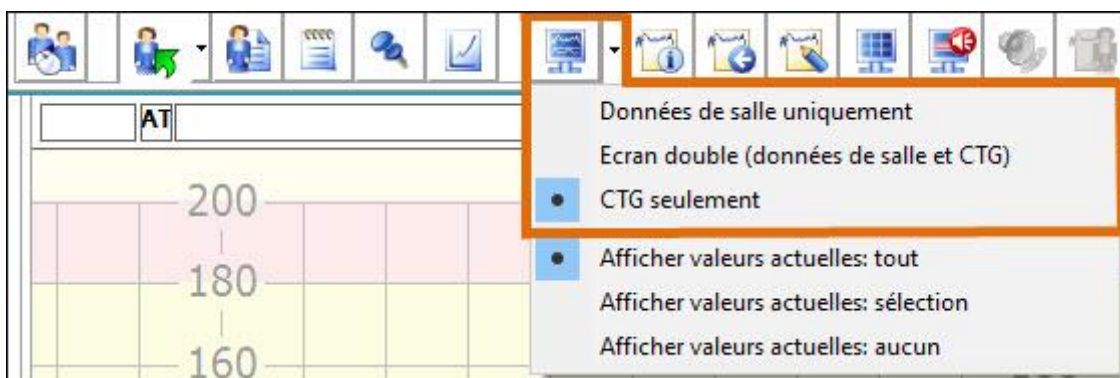 AT
Données de salle uniquement
Ecran double (données de salle et CTG)
CTG seulement
Afficher valeurs actuelles: tout
Afficher valeurs actuelles: sélection
Afficher valeurs actuelles: aucun
200
180
160